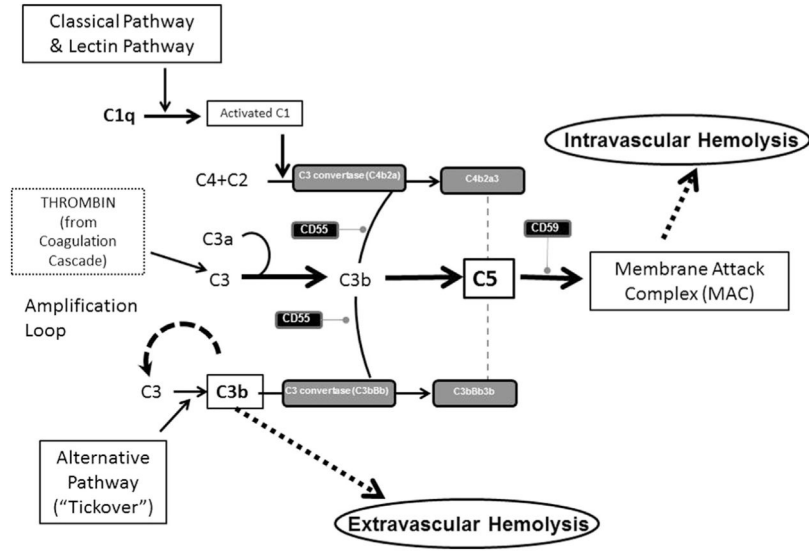 Classical Pathway
& Lectin Pathway
C1q
Activated C1
Intravascular Hemolysis
C4+C2
C3 convertase (C4b2a)
C4b2a3
THROMBIN
(from
Coagulation
Cascade)
C3a
CD55
CD59
C3
C3b
C5
Membrane Attack
Complex (MAC)
Amplification
Loop
CD55
C3
C3b
C3 convertase (C3bBb)
C3bBb3b
Alternative
Pathway
(“Tickover”)
Extravascular Hemolysis